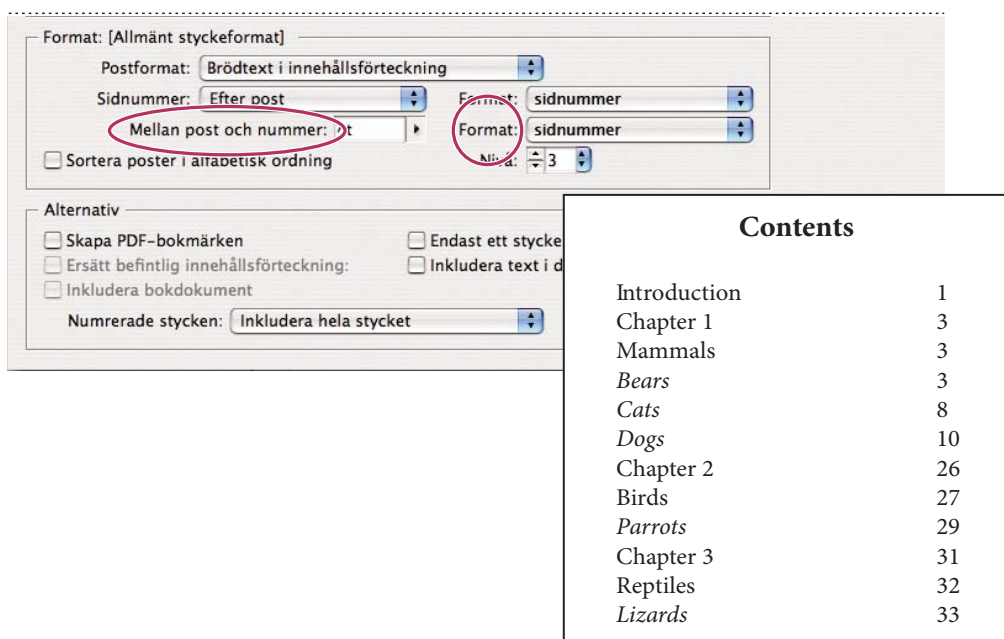 Format: [Allmänt styckeformat]
Postformat: Brödtext i innehållsförteckning
Sidnummer: Efter post Format: sidnummer
Mellan post och nummer: ^t Format: sidnummer
Sortera poster i alfabetisk ordning Nivå: 3
Alternativ
Skapa PDF-bokmärken Endast ett stycke
Ersätt befintlig innehållsförteckning: Inkludera text i d
Inkludera bokdokument
Numrerade stycken: Inkludera hela stycket
Contents
Introduction 1
Chapter 1 3
Mammals 3
Bears 3
Cats 8
Dogs 10
Chapter 2 26
Birds 27
Parrots 29
Chapter 3 31
Reptiles 32
Lizards 33